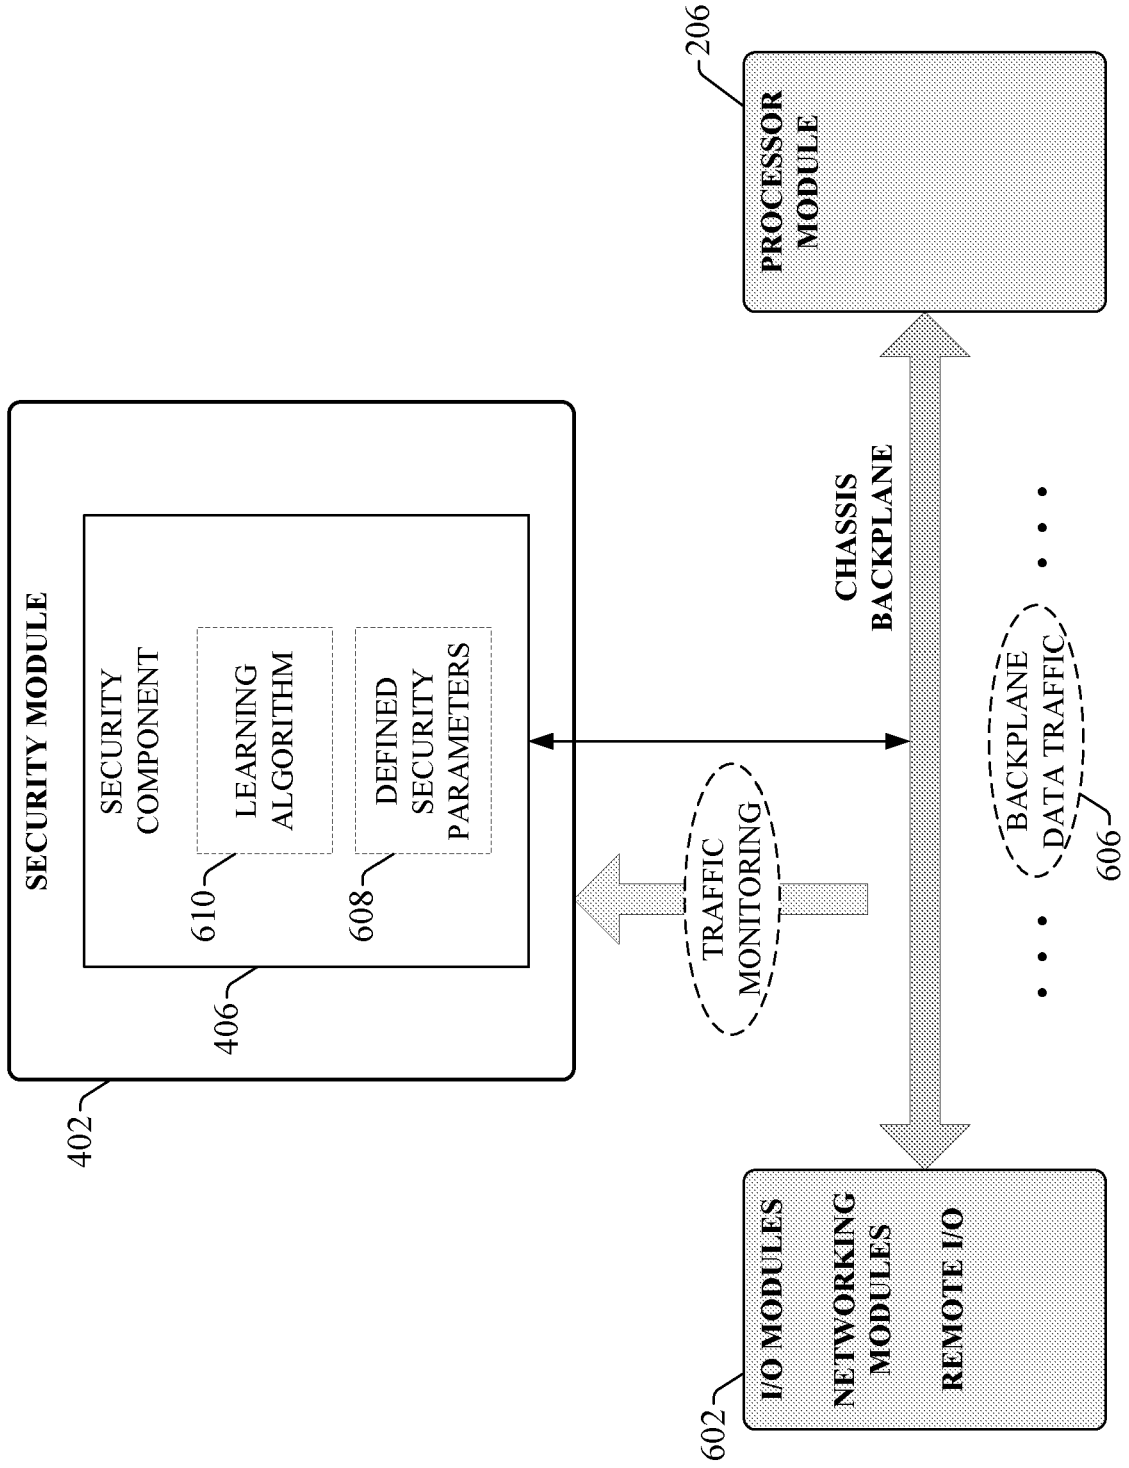 402
SECURITY MODULE
406
SECURITY
COMPONENT
610
LEARNING
ALGORITHM
608
DEFINED
SECURITY
PARAMETERS
TRAFFIC
MONITORING
CHASSIS
BACKPLANE
602
I/O MODULES
NETWORKING
MODULES
REMOTE I/O
606
BACKPLANE
DATA TRAFFIC
206
PROCESSOR
MODULE